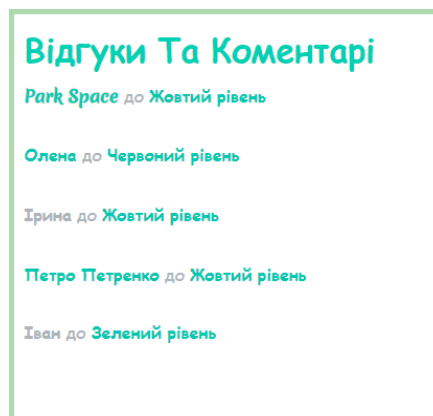 Відгуки Та Коментарі
Park Space до Жовтий рівень
Олена до Червоний рівень
Ірина до Жовтий рівень
Петро Петренко до Жовтий рівень
Іван до Зелений рівень